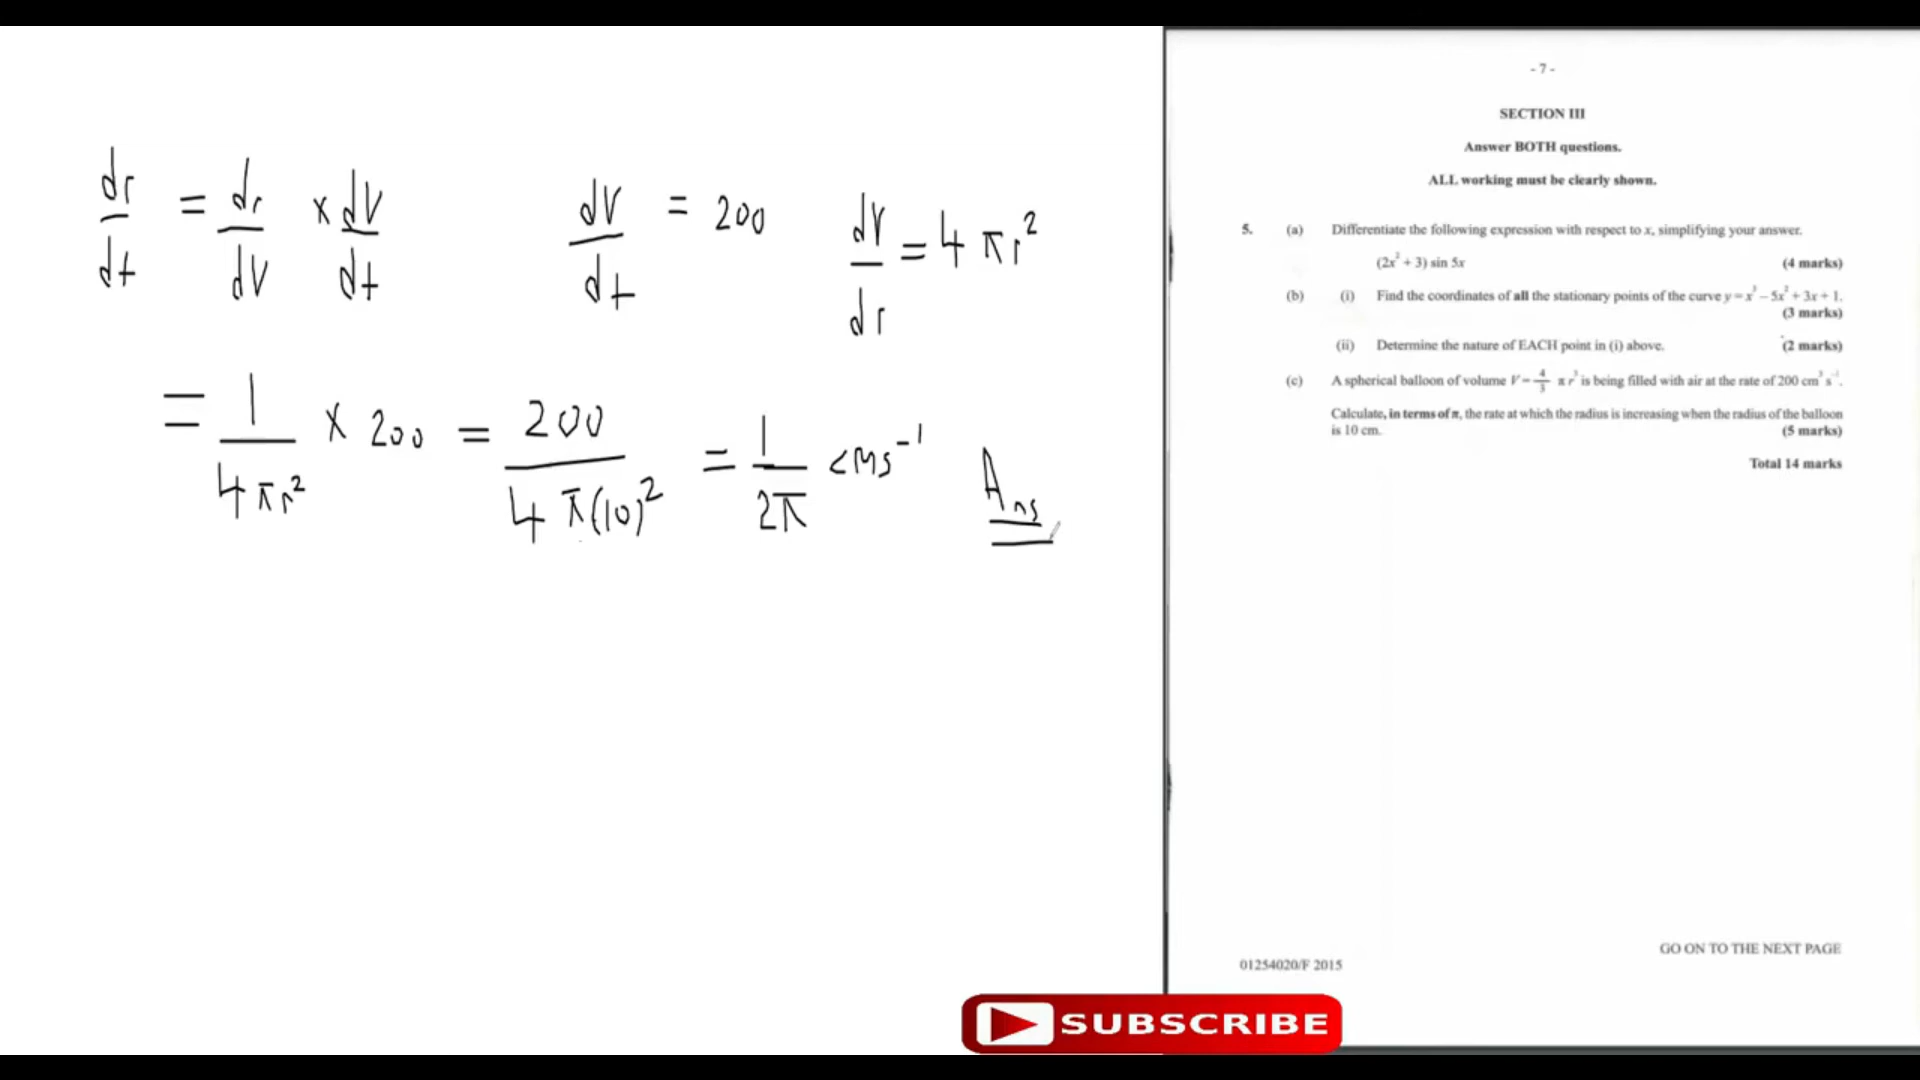 dr/dt = dr/dV × dV/dt    dV/dt = 200    dV/dr = 4πr²
= 1/4πr² × 200 = 200/4π(10)² = 1/2π cms⁻¹ Ans
- 7 -
SECTION III
Answer BOTH questions.
ALL working must be clearly shown.
5. (a) Differentiate the following expression with respect to x, simplifying your answer.
(2x² + 3) sin 5x (4 marks)
(b) (i) Find the coordinates of all the stationary points of the curve y = x³ – 5x² + 3x + 1.
(3 marks)
(ii) Determine the nature of EACH point in (i) above. (2 marks)
(c) A spherical balloon of volume V = 4/3 π r³ is being filled with air at the rate of 200 cm³ s⁻¹.
Calculate, in terms of π, the rate at which the radius is increasing when the radius of the balloon
is 10 cm. (5 marks)
Total 14 marks
GO ON TO THE NEXT PAGE
01254020/F 2015
SUBSCRIBE